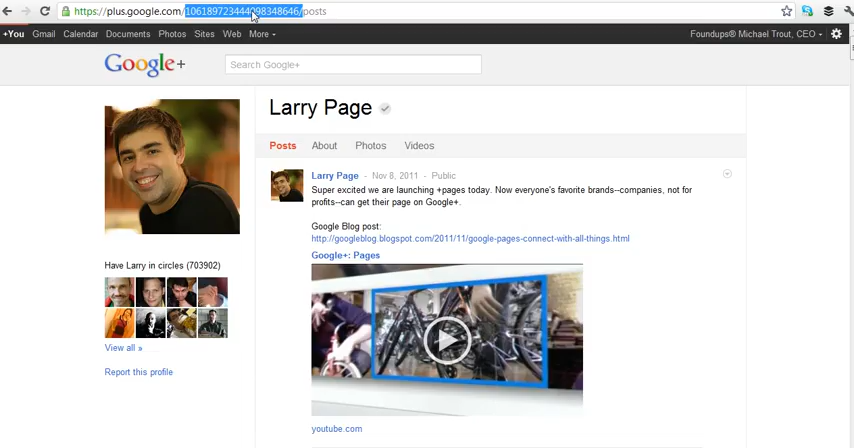 https://plus.google.com/106189723444098348646/posts
+You Gmail Calendar Documents Photos Sites Web More Foundups® Michael Trout, CEO
Google+ Search Google+
Larry Page
Posts About Photos Videos
Larry Page - Nov 8, 2011 - Public
Super excited we are launching +pages today. Now everyone's favorite brands--companies, not for
profits--can get their page on Google+.
Google Blog post:
http://googleblog.blogspot.com/2011/11/google-pages-connect-with-all-things.html
Google+: Pages
youtube.com
Have Larry in circles (703902)
View all »
Report this profile